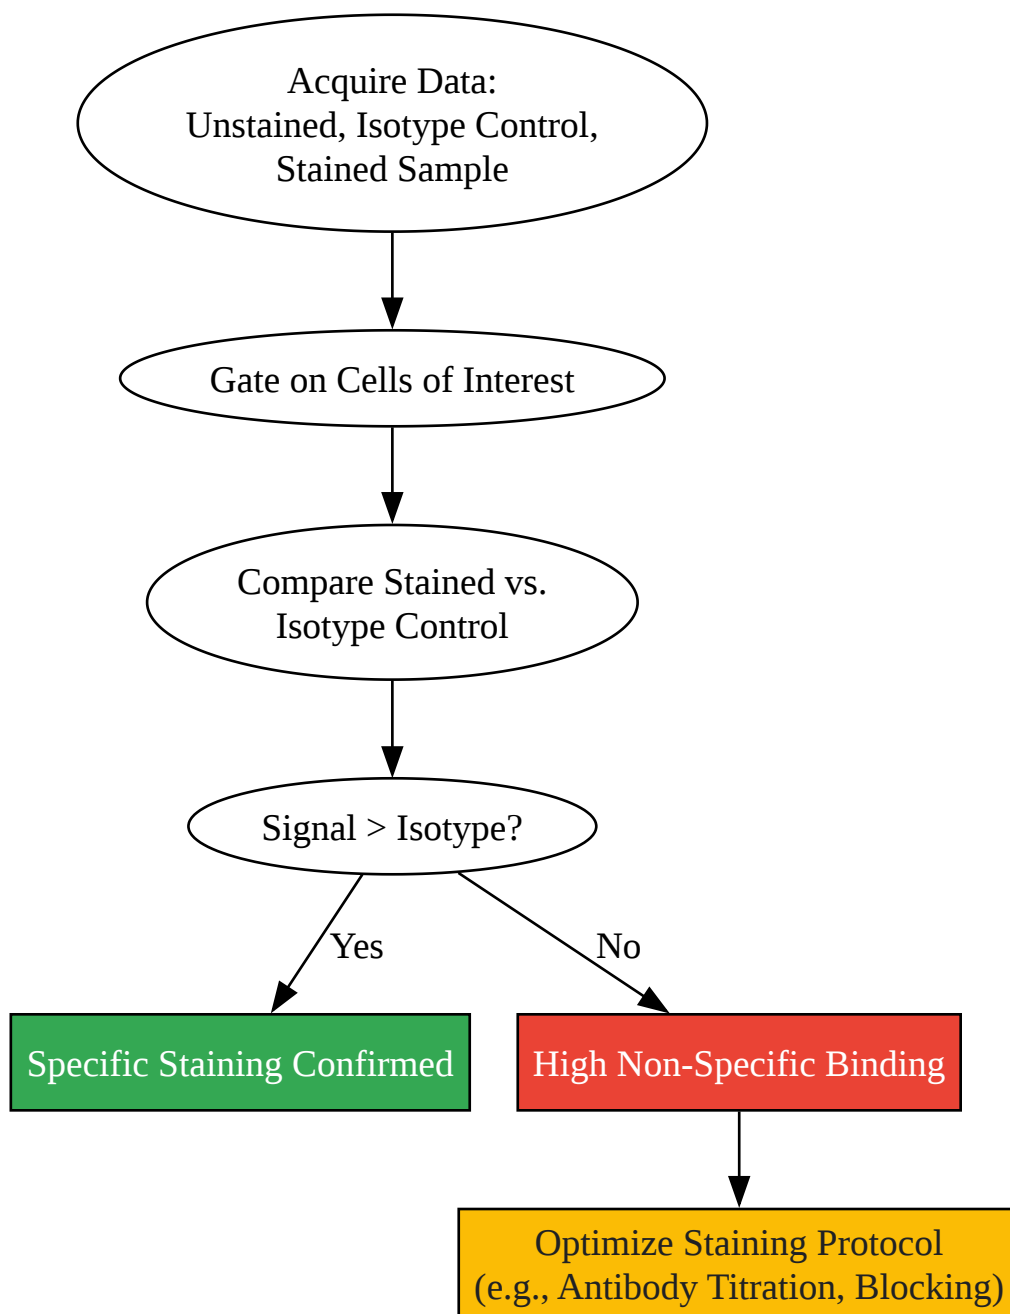 Acquire Data:
Unstained, Isotype Control,
Stained Sample
Gate on Cells of Interest
Compare Stained vs.
Isotype Control
Signal > Isotype?
Yes
No
Specific Staining Confirmed
High Non-Specific Binding
Optimize Staining Protocol
(e.g., Antibody Titration, Blocking)